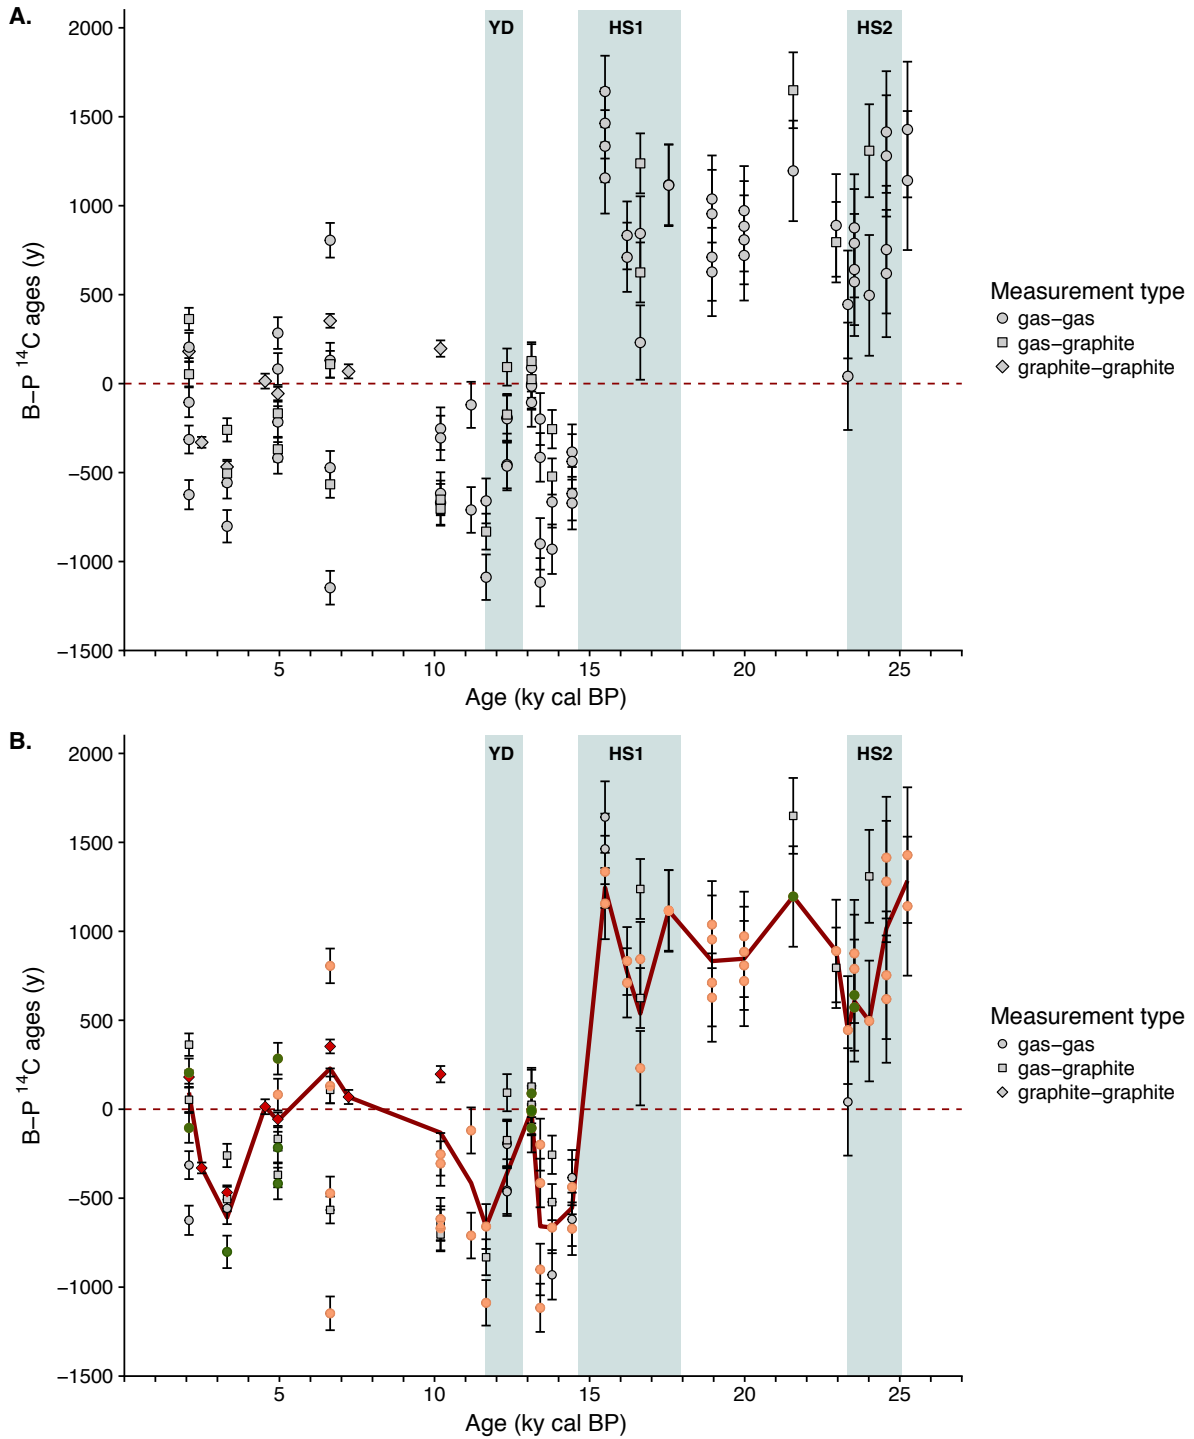 A.
YD
HS1
HS2
2000
1500
1000
500
0
−500
−1000
−1500
B−P ¹⁴C ages (y)
5
10
15
20
25
Age (ky cal BP)
Measurement type
gas−gas
gas−graphite
graphite−graphite
B.
YD
HS1
HS2
2000
1500
1000
500
0
−500
−1000
−1500
B−P ¹⁴C ages (y)
5
10
15
20
25
Age (ky cal BP)
Measurement type
gas−gas
gas−graphite
graphite−graphite